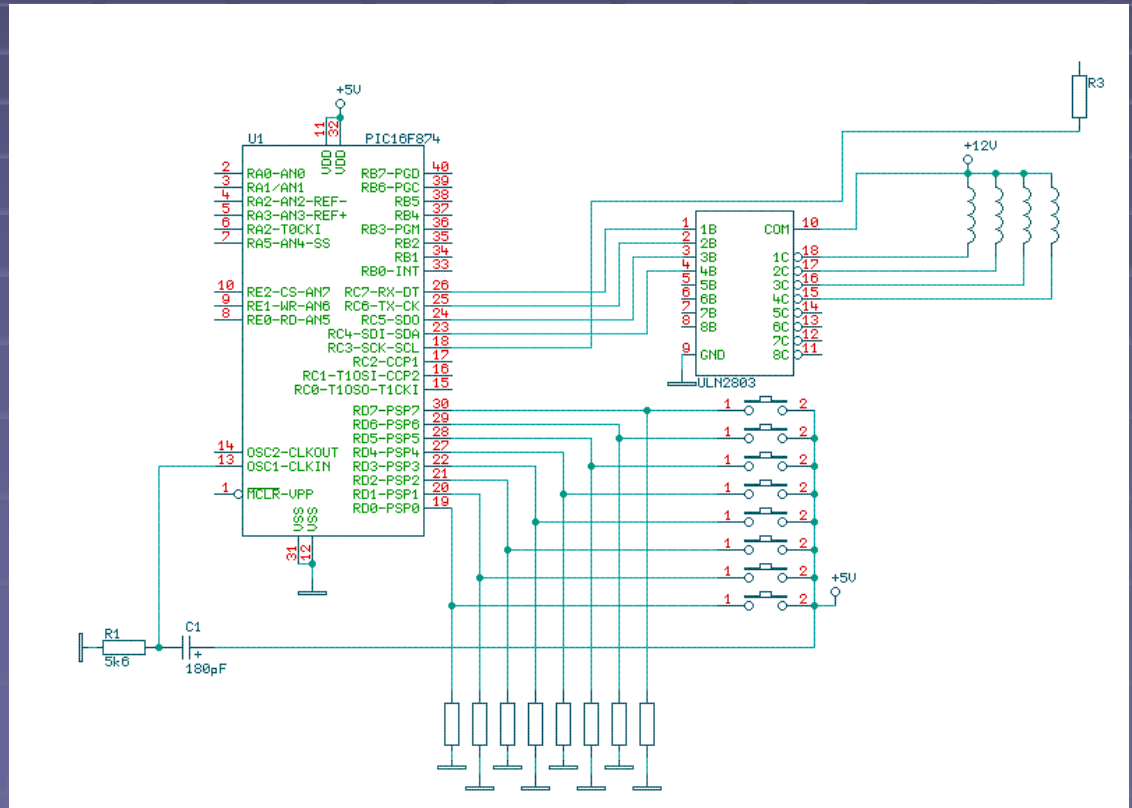 +5V
U1
PIC16F874
11
32
VDD
VDD
2 RA0-AN0
3 RA1/AN1
4 RA2-AN2-REF-
5 RA3-AN3-REF+
6 RA2-T0CKI
7 RA5-AN4-SS
10 RE2-CS-AN7
9 RE1-WR-AN6
8 RE0-RD-AN5
14 OSC2-CLKOUT
13 OSC1-CLKIN
1 MCLR-VPP
RB7-PGD 40
RB6-PGC 39
RB5 38
RB4 37
RB3-PGM 36
RB2 35
RB1 34
RB0-INT 33
RC7-RX-DT 26
RC6-TX-CK 25
RC5-SDO 24
RC4-SDI-SDA 23
RC3-SCK-SCL 18
RC2-CCP1 17
RC1-T1OSI-CCP2 16
RC0-T1OSO-T1CKI 15
RD7-PSP7 30
RD6-PSP6 29
RD5-PSP5 28
RD4-PSP4 27
RD3-PSP3 22
RD2-PSP2 21
RD1-PSP1 20
RD0-PSP0 19
VSS
VSS
31
12
R3
+12V
1 1B COM 10
2 2B
3 3B 1C 18
4 4B 2C 17
5 5B 3C 16
6 6B 4C 15
7 7B 5C 14
8 8B 6C 13
7C 12
9 GND 8C 11
ULN2803
1 2
1 2
1 2
1 2
1 2
1 2
1 2
+5V
1 2
R1
5k6
C1
+
180pF